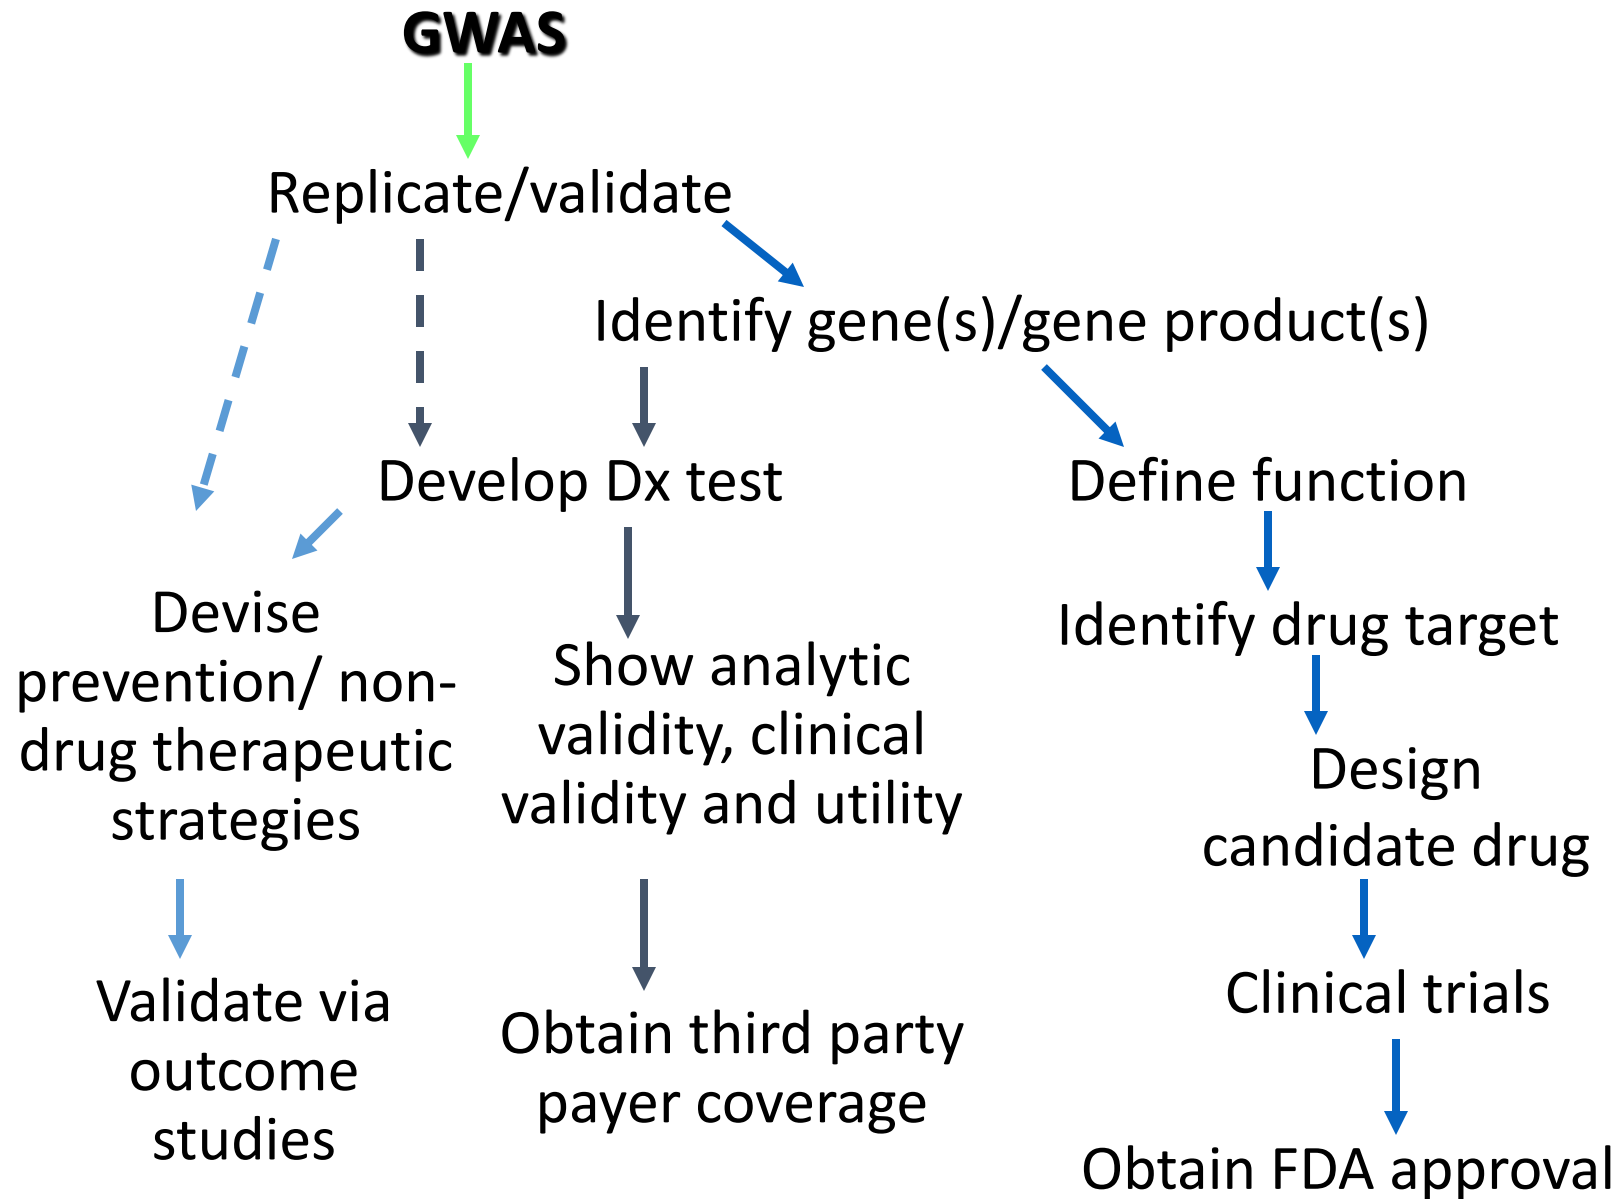 GWAS
Replicate/validate
Identify gene(s)/gene product(s)
Develop Dx test
Define function
Devise
prevention/ non-
drug therapeutic
strategies
Show analytic
validity, clinical
validity and utility
Identify drug target
Design
candidate drug
Validate via
outcome
studies
Obtain third party
payer coverage
Clinical trials
Obtain FDA approval